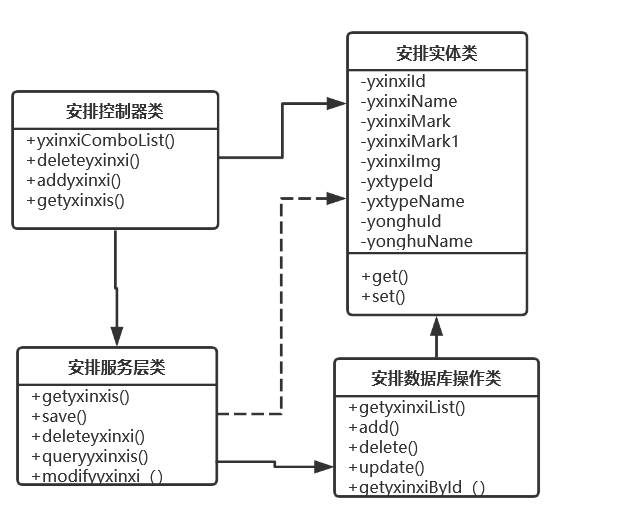 安排实体类
-yxinxiId
-yxinxiName
-yxinxiMark
-yxinxiMark1
-yxinxiImg
-yxtypeId
-yxtypeName
-yonghuId
-yonghuName
+get()
+set()
安排控制器类
+yxinxiComboList()
+deleteyxinxi()
+addyxinxi()
+getyxinxis()
安排服务层类
+getyxinxis()
+save()
+deleteyxinxi()
+queryyxinxis()
+modifyyxinxi（）
安排数据库操作类
+getyxinxiList()
+add()
+delete()
+update()
+getyxinxiById（）